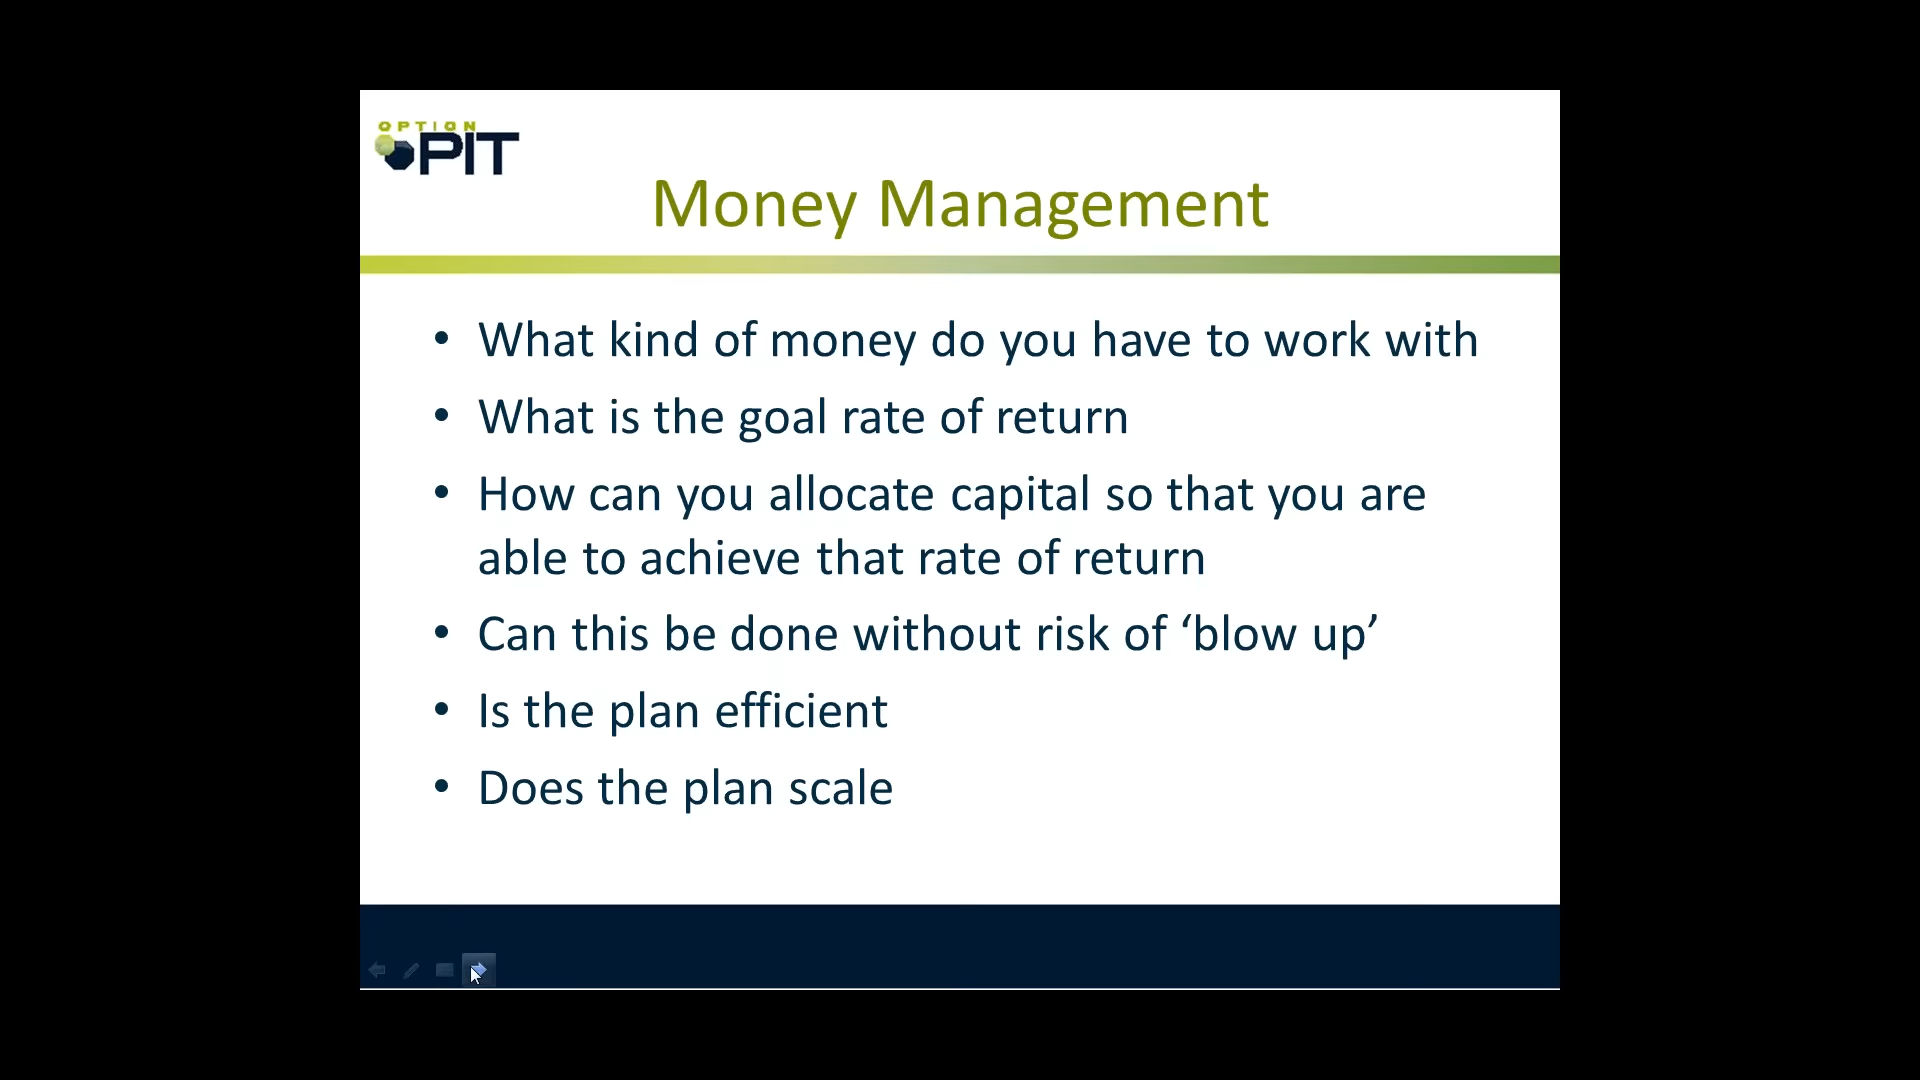 OPTION
PIT
Money Management
• What kind of money do you have to work with
• What is the goal rate of return
• How can you allocate capital so that you are
able to achieve that rate of return
• Can this be done without risk of ‘blow up’
• Is the plan efficient
• Does the plan scale